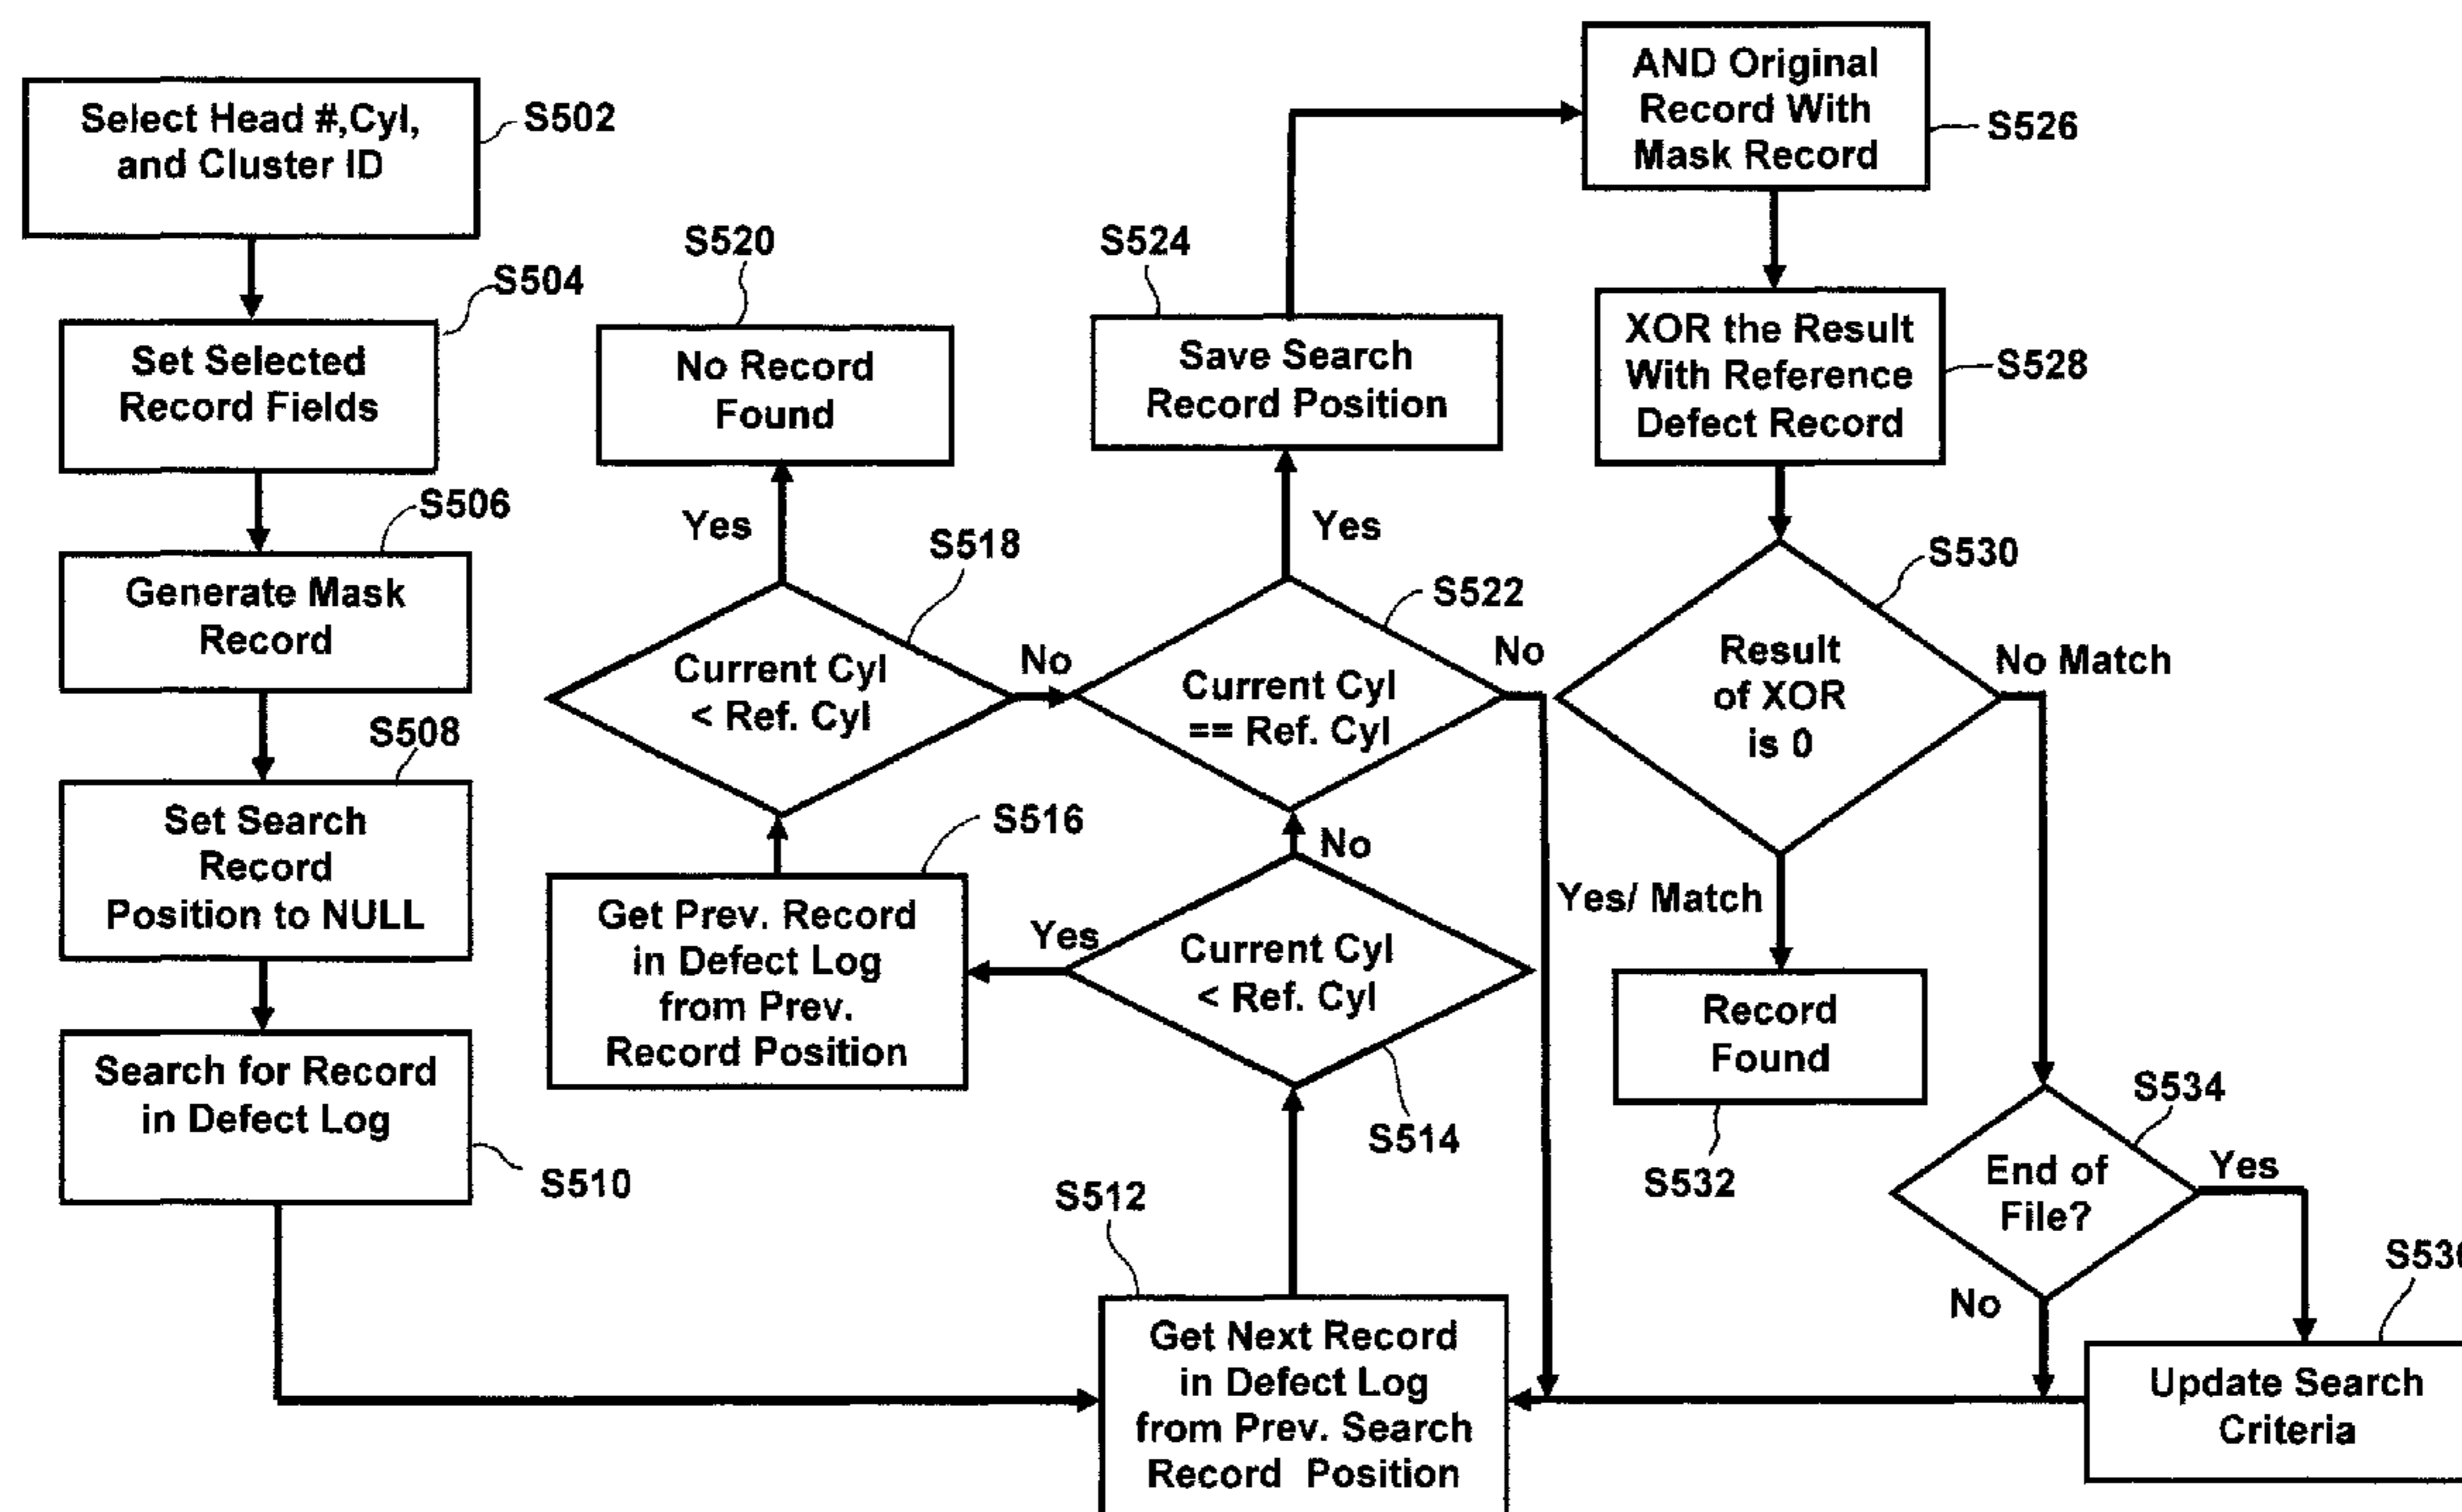 Select Head #,Cyl,
and Cluster ID
S502
Set Selected
Record Fields
S504
Generate Mask
Record
S506
Set Search
Record
Position to NULL
S508
Search for Record
in Defect Log
S510
Get Next Record
in Defect Log
from Prev. Search
Record Position
S512
Current Cyl
< Ref. Cyl
S514
Yes
No
Get Prev. Record
in Defect Log
from Prev.
Record Position
S516
Current Cyl
< Ref. Cyl
S518
Yes
No
No Record
Found
S520
Current Cyl
== Ref. Cyl
S522
Yes
No
Save Search
Record Position
S524
AND Original
Record With
Mask Record
S526
XOR the Result
With Reference
Defect Record
S528
Result
of XOR
is 0
S530
No Match
Yes/ Match
Record
Found
S532
End of
File?
S534
Yes
No
Update Search
Criteria